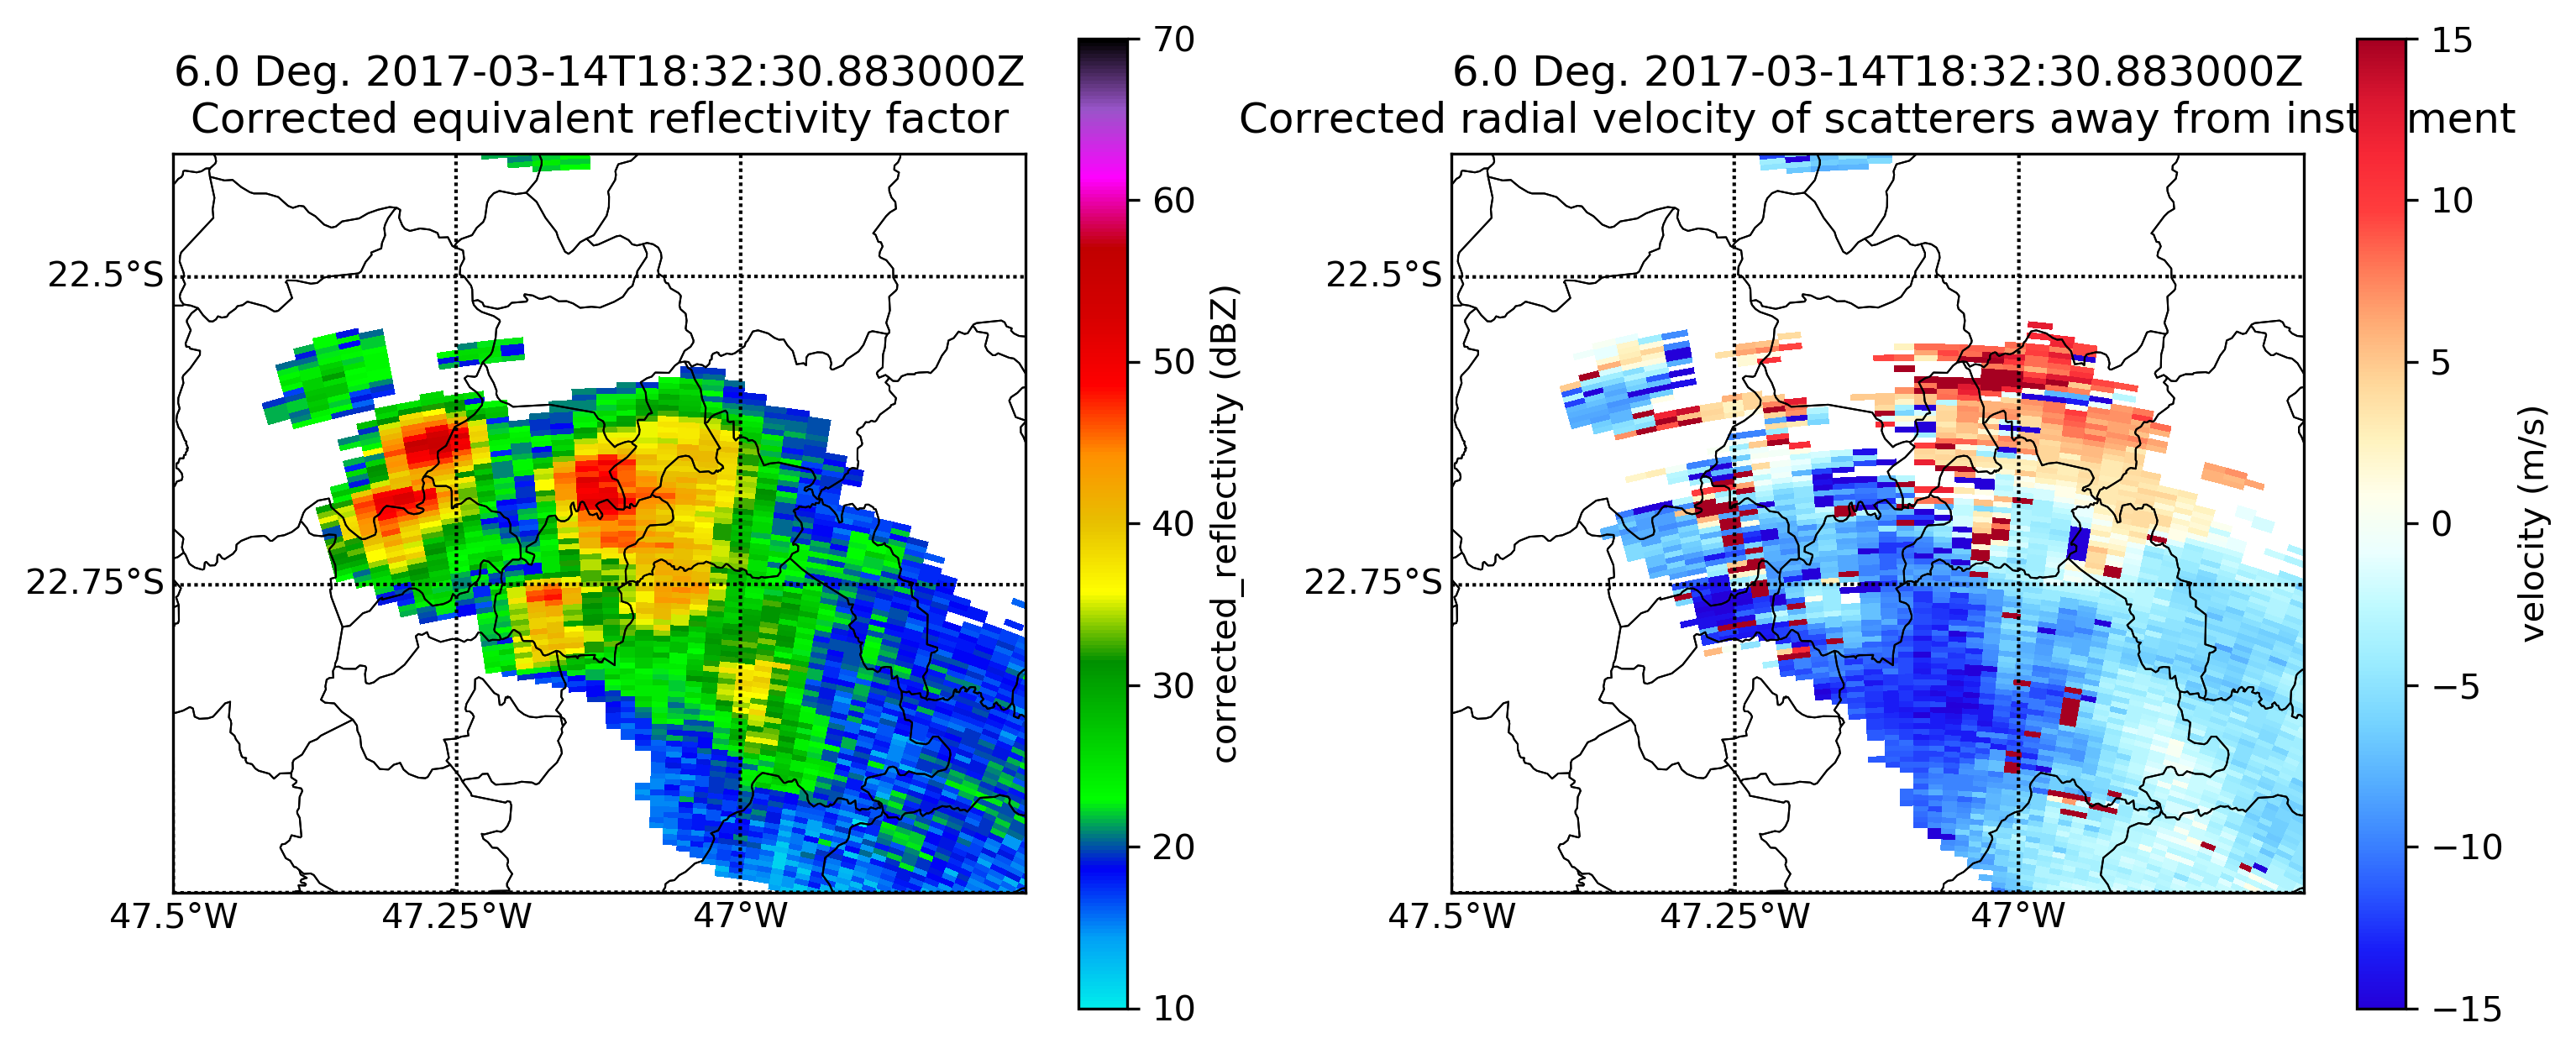 6.0 Deg. 2017-03-14T18:32:30.883000Z
Corrected equivalent reflectivity factor
22.5°S
22.75°S
47.5°W
47.25°W
47°W
70
60
50
40
30
20
10
corrected_reflectivity (dBZ)
6.0 Deg. 2017-03-14T18:32:30.883000Z
Corrected radial velocity of scatterers away from instrument
22.5°S
22.75°S
47.5°W
47.25°W
47°W
15
10
5
0
−5
−10
−15
velocity (m/s)